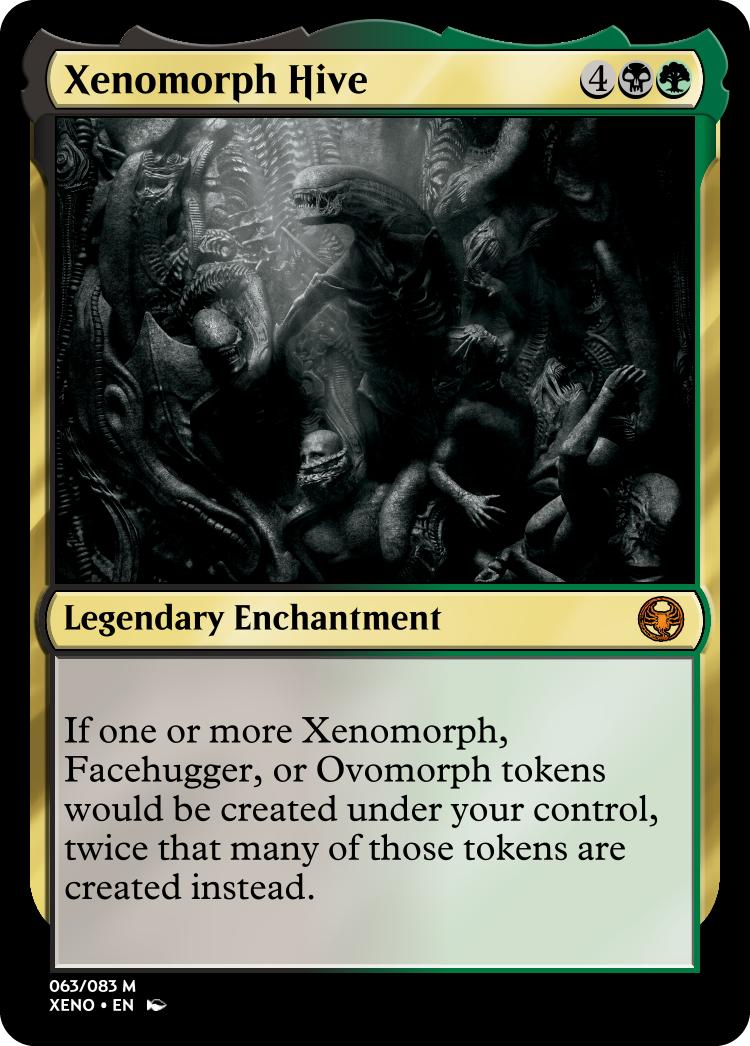 Xenomorph Hive 4
Legendary Enchantment
If one or more Xenomorph,
Facehugger, or Ovomorph tokens
would be created under your control,
twice that many of those tokens are
created instead.
063/083 M
XENO • EN